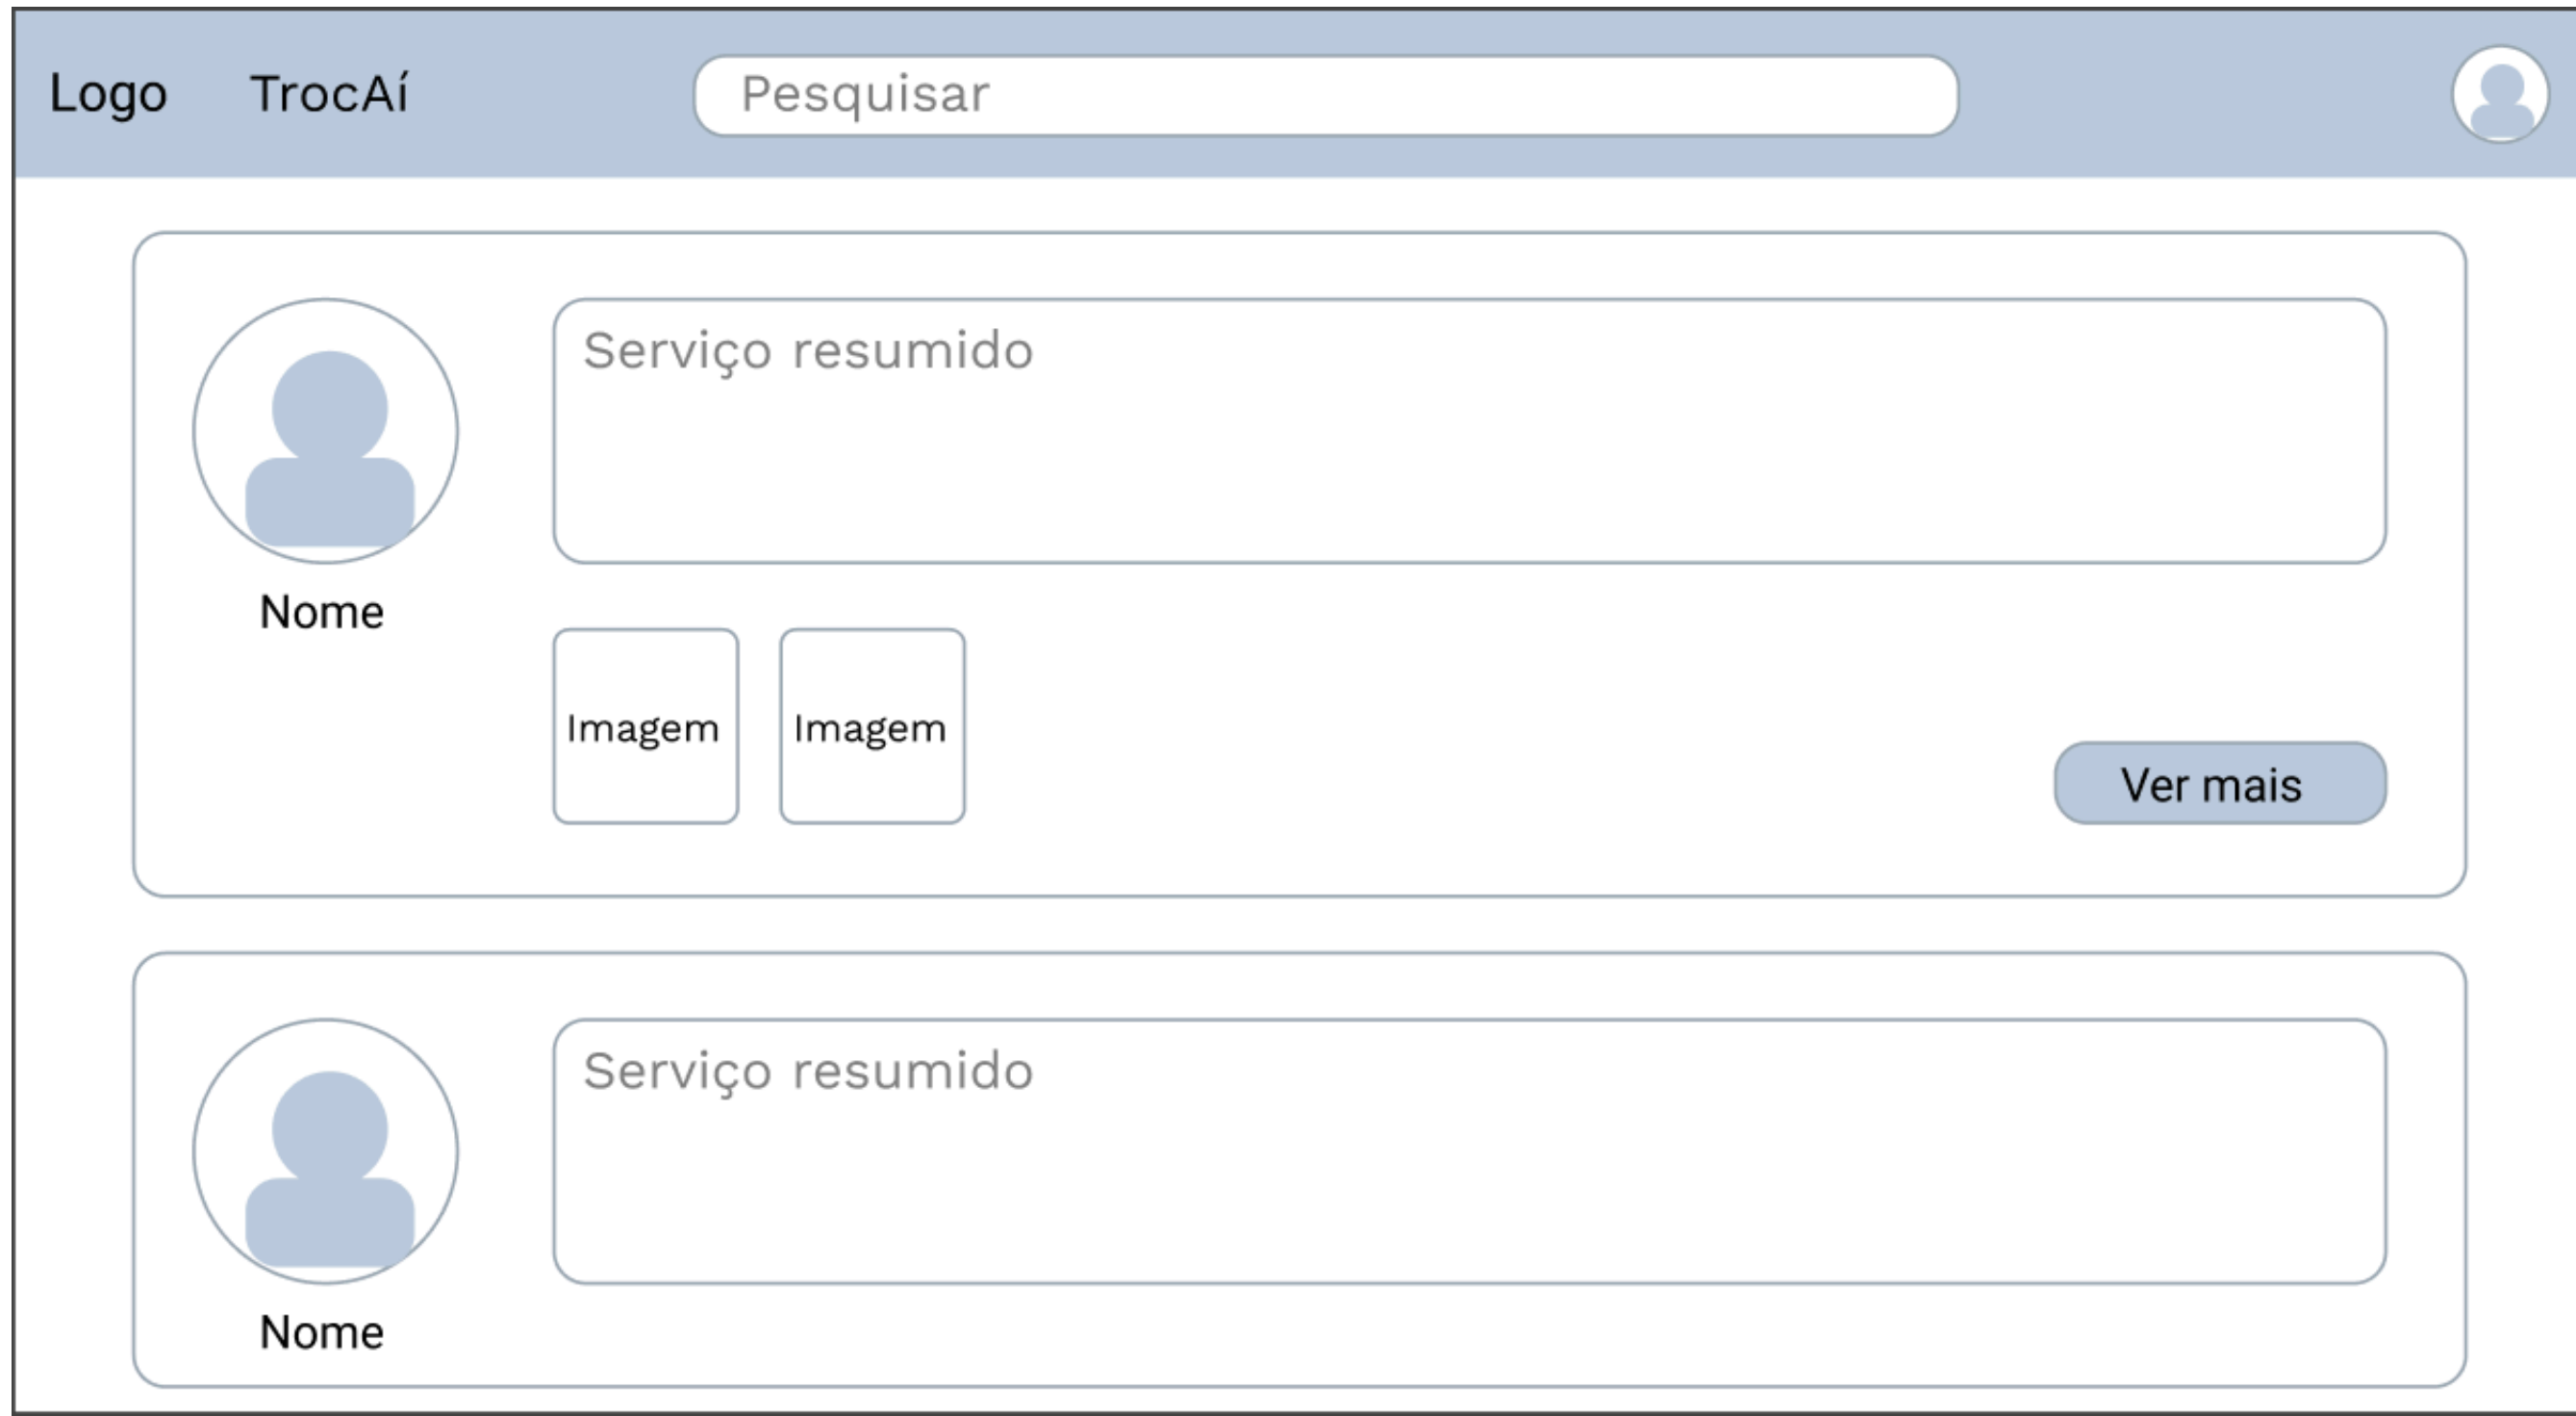 Logo TrocAí Pesquisar
Serviço resumido
Nome
Imagem Imagem
Ver mais
Serviço resumido
Nome